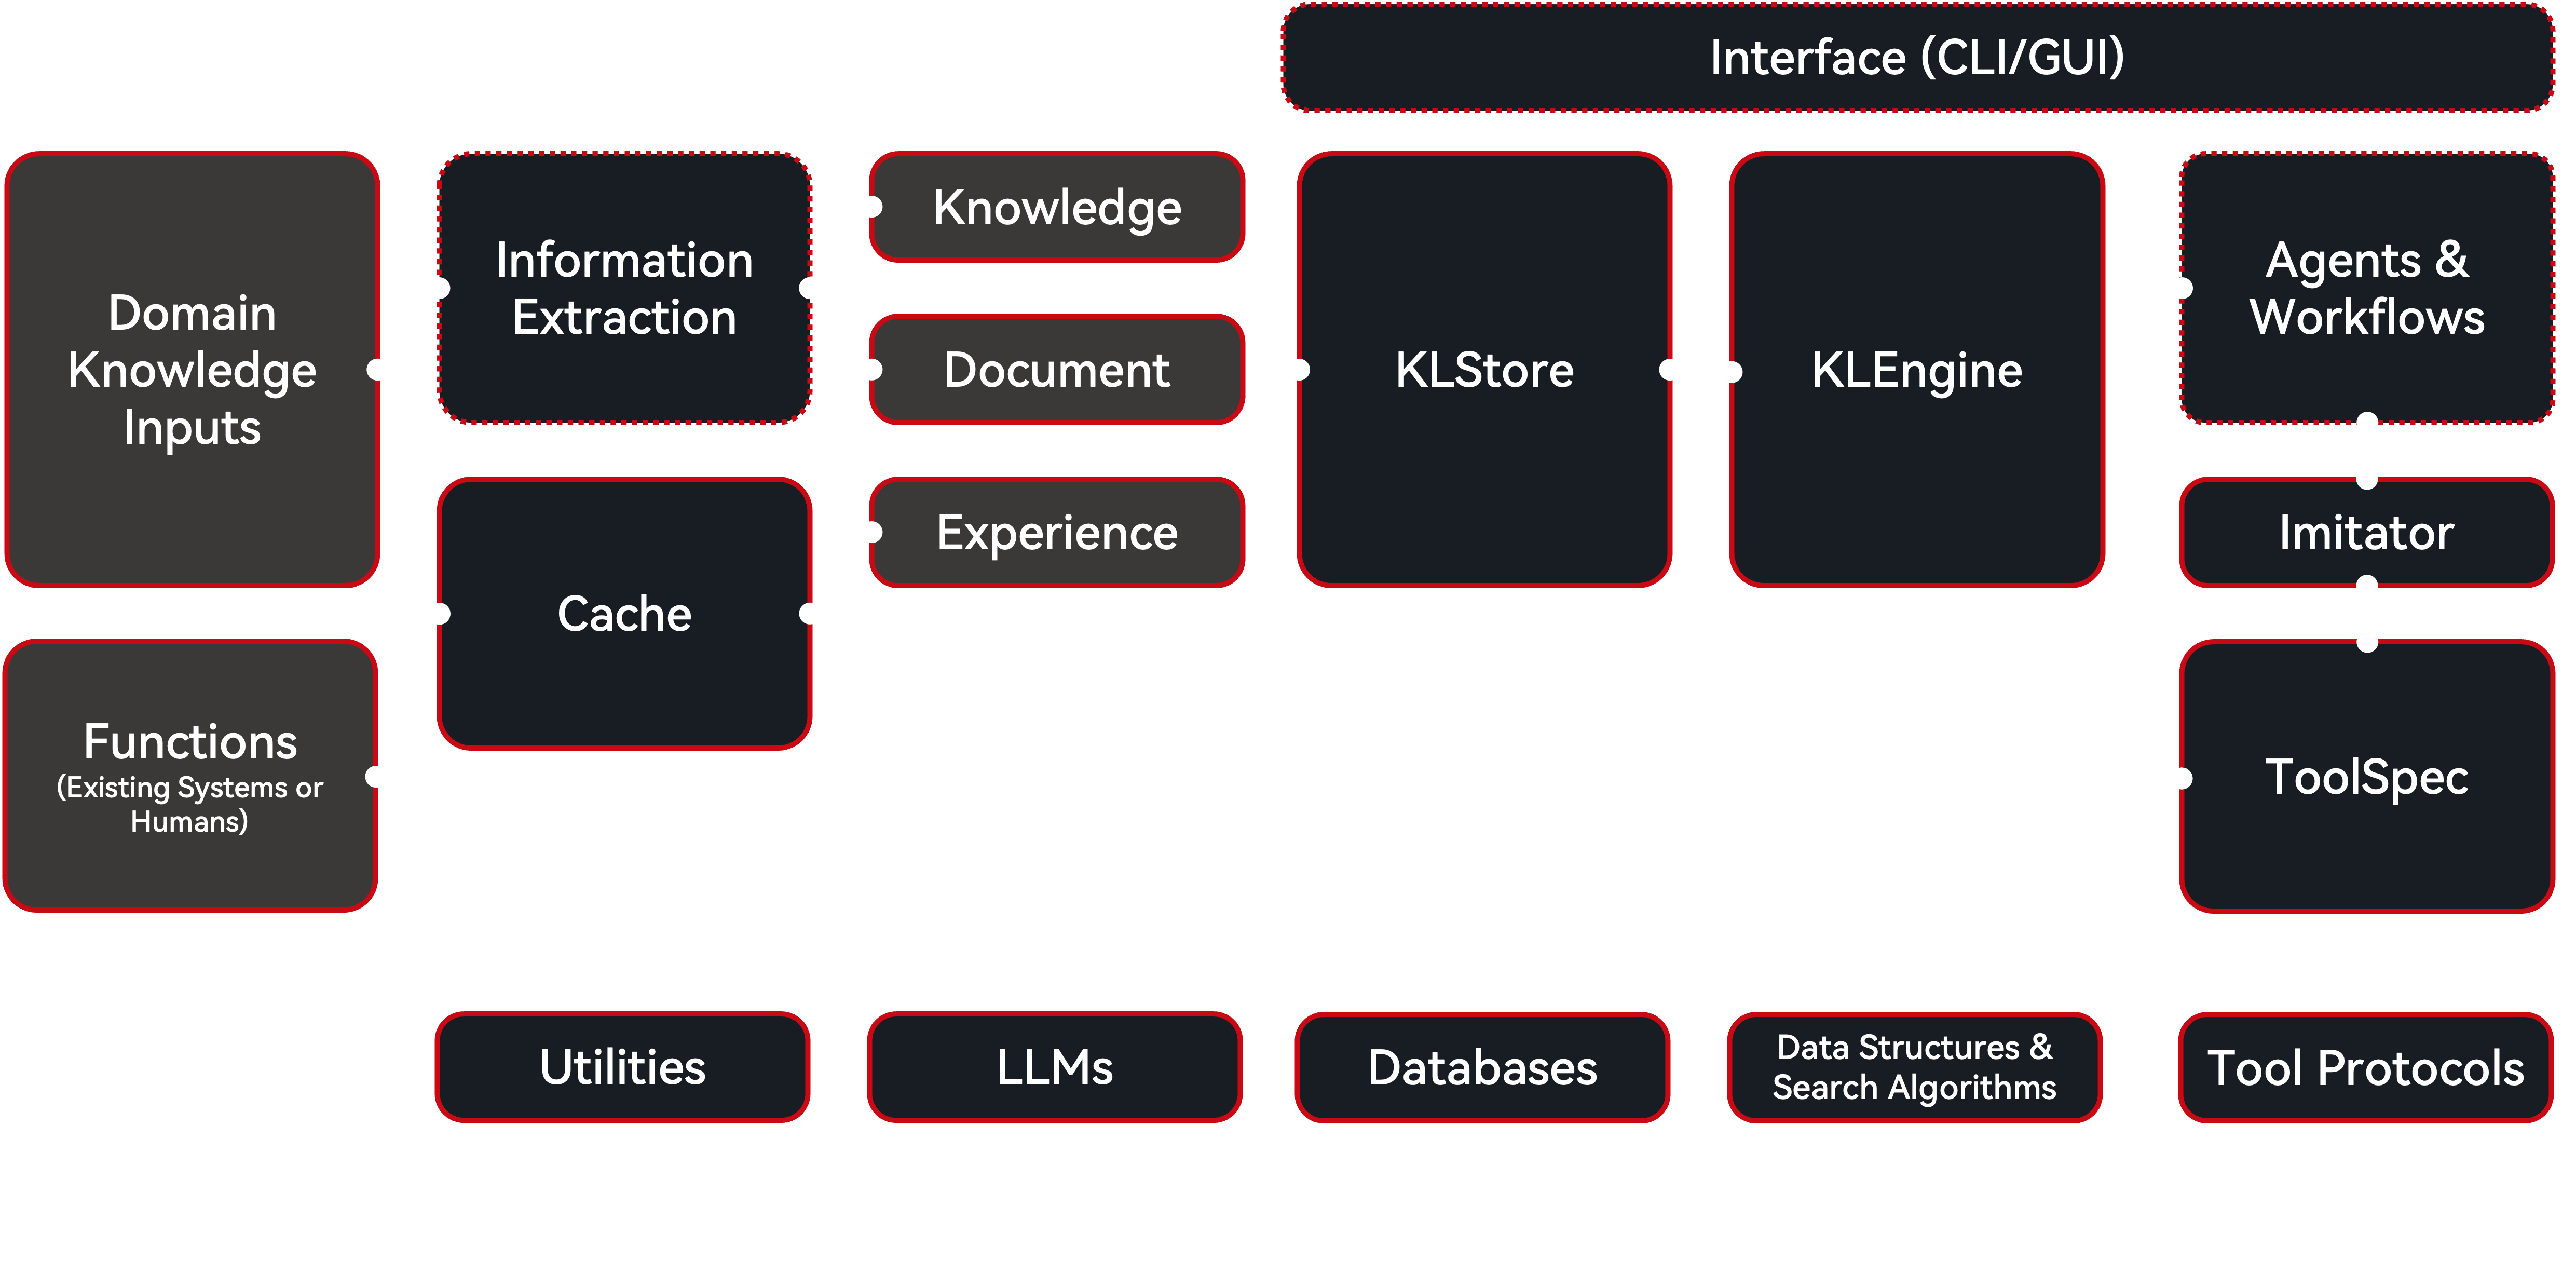 Interface (CLI/GUI)
Domain
Knowledge
Inputs
Information
Extraction
Knowledge
Document
Experience
KLStore
KLEngine
Agents &
Workflows
Imitator
Cache
Functions
(Existing Systems or
Humans)
ToolSpec
Utilities
LLMs
Databases
Data Structures &
Search Algorithms
Tool Protocols